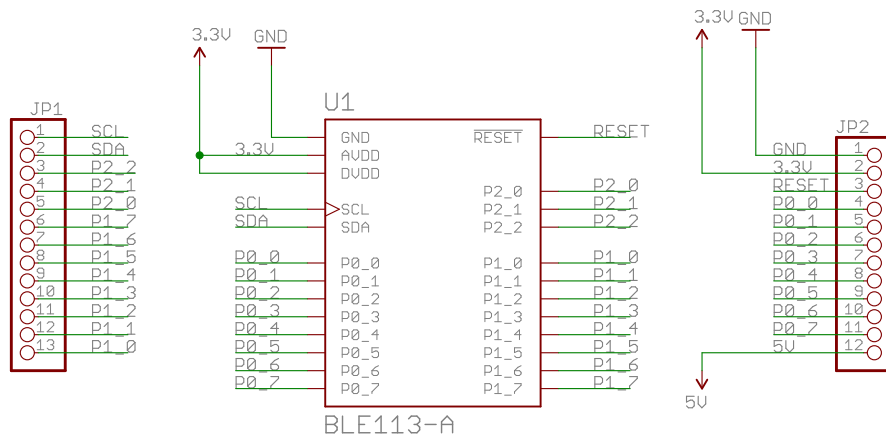 3.3V GND
3.3V GND
JP1
1 SCL
2 SDA
3 P2_2
4 P2_1
5 P2_0
6 P1_7
7 P1_6
8 P1_5
9 P1_4
10 P1_3
11 P1_2
12 P1_1
13 P1_0
U1
GND
3.3V AVDD
DVDD
SCL SCL
SDA SDA
P0_0 P0_0
P0_1 P0_1
P0_2 P0_2
P0_3 P0_3
P0_4 P0_4
P0_5 P0_5
P0_6 P0_6
P0_7 P0_7
RESET RESET
P2_0 P2_0
P2_1 P2_1
P2_2 P2_2
P1_0 P1_0
P1_1 P1_1
P1_2 P1_2
P1_3 P1_3
P1_4 P1_4
P1_5 P1_5
P1_6 P1_6
P1_7 P1_7
BLE113-A
JP2
GND 1
3.3V 2
RESET 3
P0_0 4
P0_1 5
P0_2 6
P0_3 7
P0_4 8
P0_5 9
P0_6 10
P0_7 11
5V 12
5V